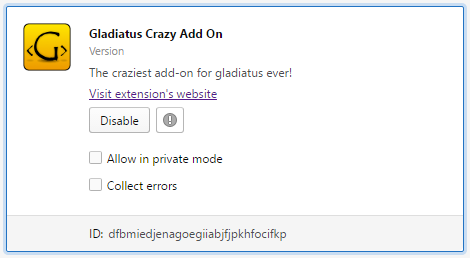 <G>
Gladiatus Crazy Add On
Version
The craziest add-on for gladiatus ever!
Visit extension's website
Disable
Allow in private mode
Collect errors
ID: dfbmiedjenagoegiiabjfjpkhfocifkp